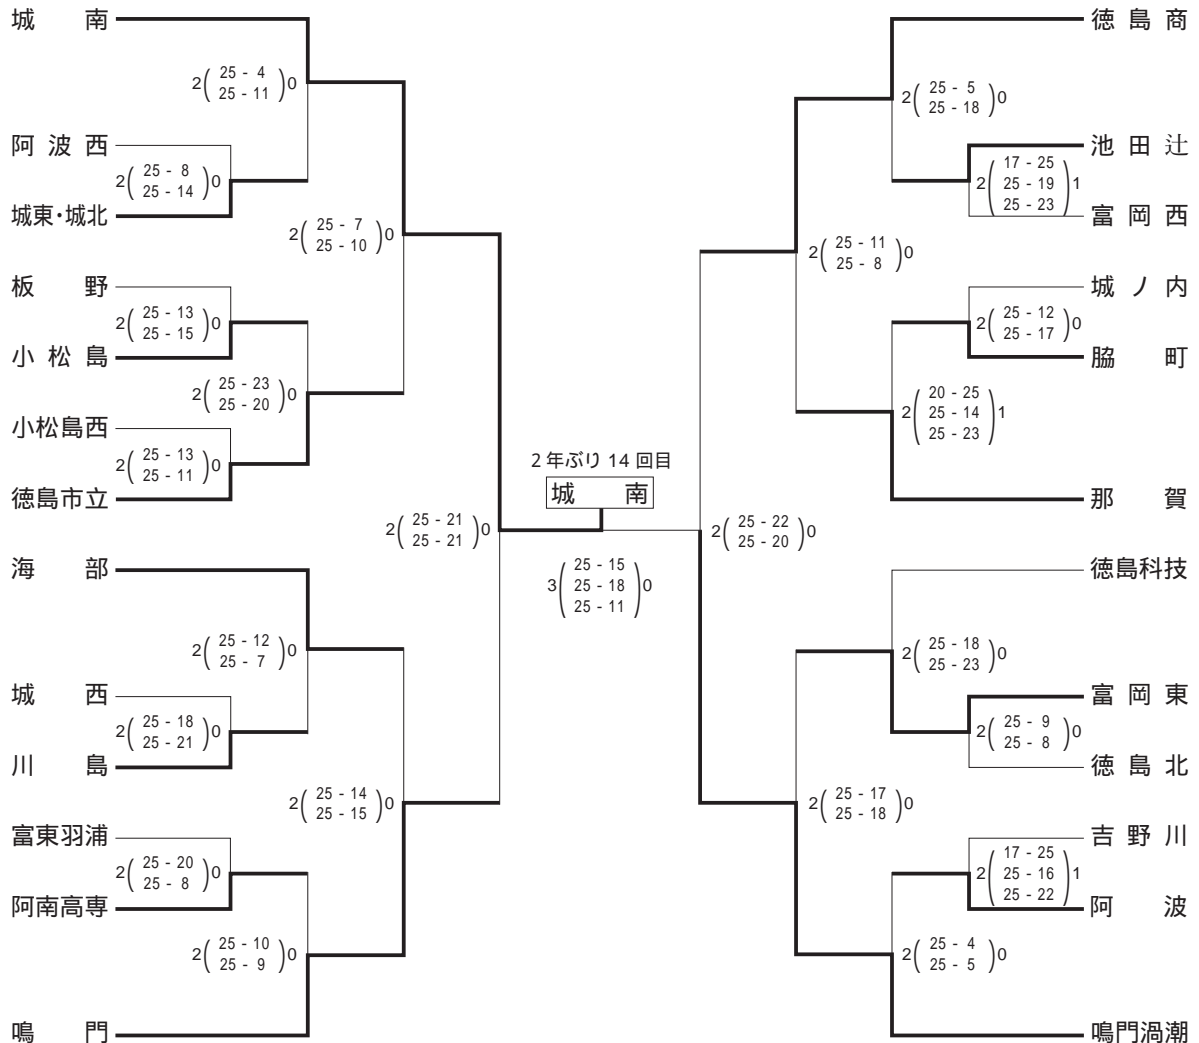 城南
2( 25 - 4 )0
25 - 11
阿波西
2( 25 - 8 )0
25 - 14
城東・城北
2( 25 - 7 )0
25 - 10
板野
2( 25 - 13 )0
25 - 15
小松島
2( 25 - 23 )0
25 - 20
小松島西
2( 25 - 13 )0
25 - 11
徳島市立
2( 25 - 21 )0
25 - 21
海部
2( 25 - 12 )0
25 - 7
城西
2( 25 - 18 )0
25 - 21
川島
2( 25 - 14 )0
25 - 15
富東羽浦
2( 25 - 20 )0
25 - 8
阿南高専
2( 25 - 10 )0
25 - 9
鳴門
2年ぶり14回目
城南
25 - 15
3( 25 - 18 )0
25 - 11
徳島商
2( 25 - 5 )0
25 - 18
池田辻
17 - 25
2( 25 - 19 )1
25 - 23
富岡西
2( 25 - 11 )0
25 - 8
城ノ内
2( 25 - 12 )0
25 - 17
脇町
20 - 25
2( 25 - 14 )1
25 - 23
那賀
2( 25 - 22 )0
25 - 20
徳島科技
2( 25 - 18 )0
25 - 23
富岡東
2( 25 - 9 )0
25 - 8
徳島北
2( 25 - 17 )0
25 - 18
吉野川
17 - 25
2( 25 - 16 )1
25 - 22
阿波
2( 25 - 4 )0
25 - 5
鳴門渦潮